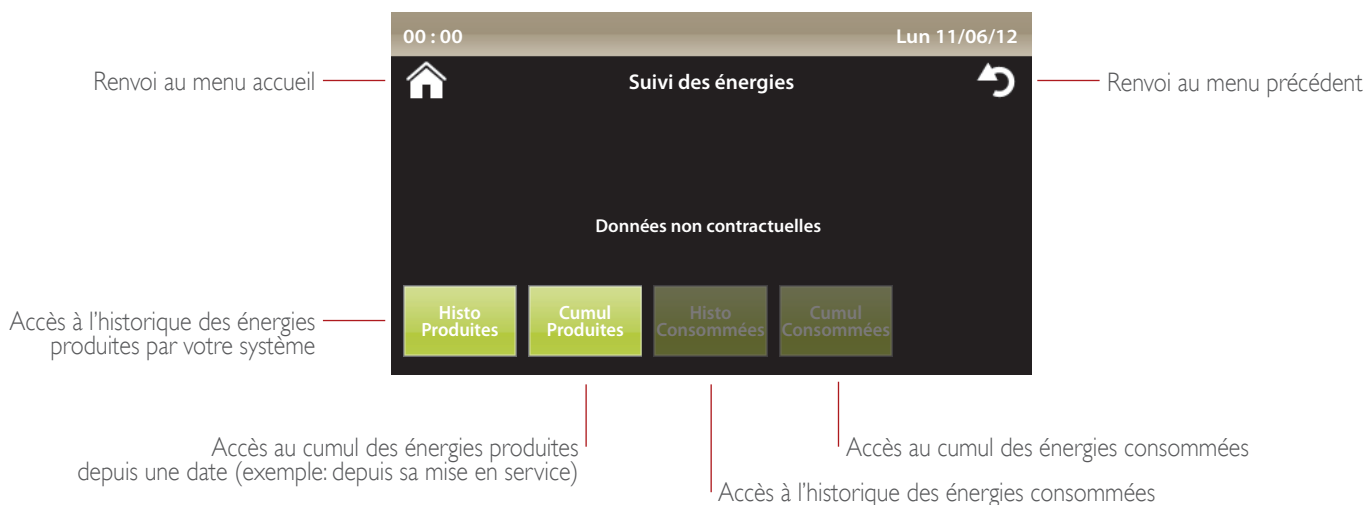 00 : 00
Lun 11/06/12
Renvoi au menu accueil
Suivi des énergies
Renvoi au menu précédent
Données non contractuelles
Histo
Produites
Cumul
Produites
Histo
Consommées
Cumul
Consommées
Accès à l'historique des énergies
produites par votre système
Accès au cumul des énergies produites
depuis une date (exemple: depuis sa mise en service)
Accès au cumul des énergies consommées
Accès à l'historique des énergies consommées